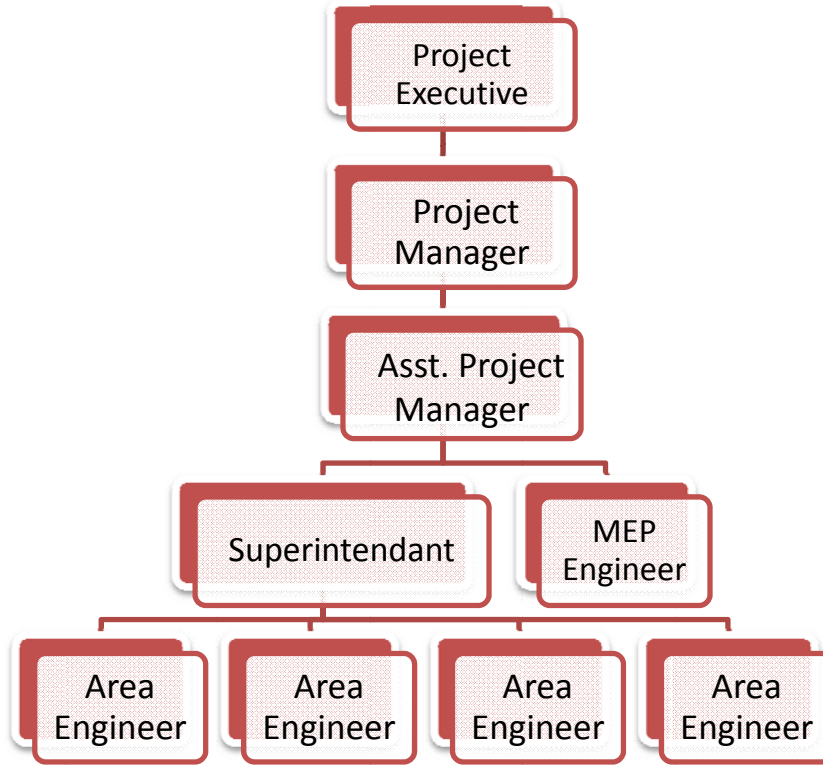 Project
Executive
Project
Manager
Asst. Project
Manager
Superintendant
MEP
Engineer
Area
Engineer
Area
Engineer
Area
Engineer
Area
Engineer